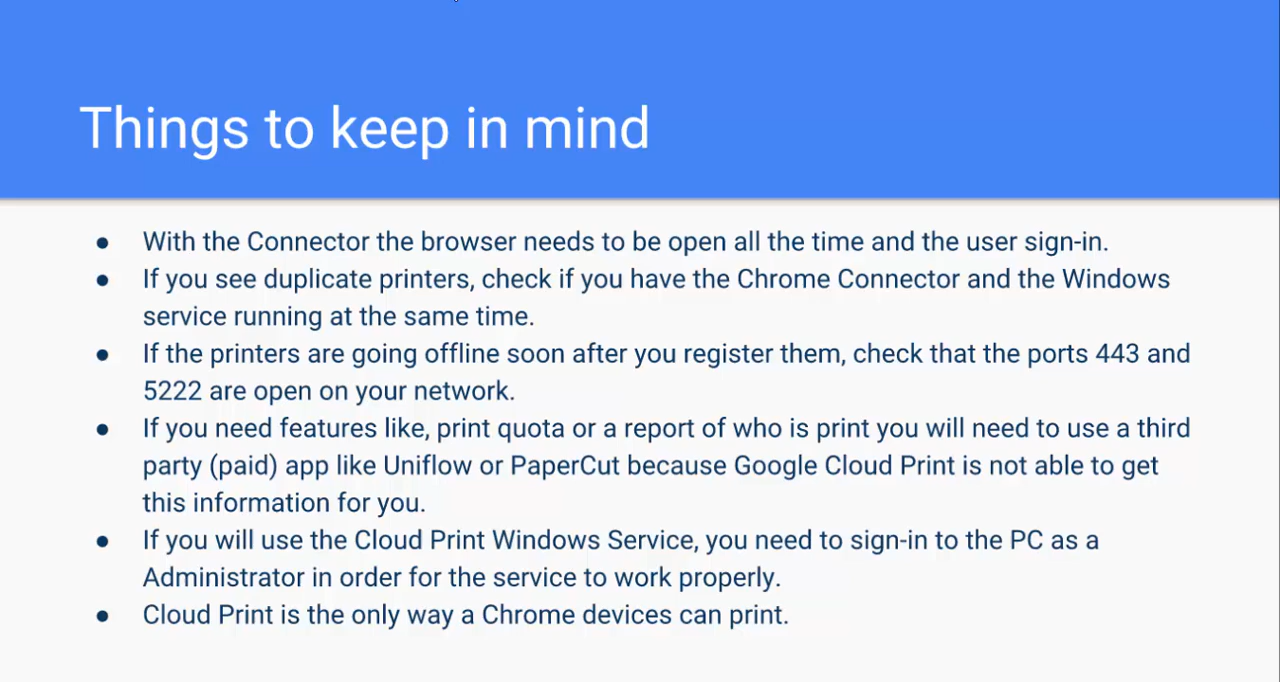 Things to keep in mind
● With the Connector the browser needs to be open all the time and the user sign-in.
● If you see duplicate printers, check if you have the Chrome Connector and the Windows
service running at the same time.
● If the printers are going offline soon after you register them, check that the ports 443 and
5222 are open on your network.
● If you need features like, print quota or a report of who is print you will need to use a third
party (paid) app like Uniflow or PaperCut because Google Cloud Print is not able to get
this information for you.
● If you will use the Cloud Print Windows Service, you need to sign-in to the PC as a
Administrator in order for the service to work properly.
● Cloud Print is the only way a Chrome devices can print.